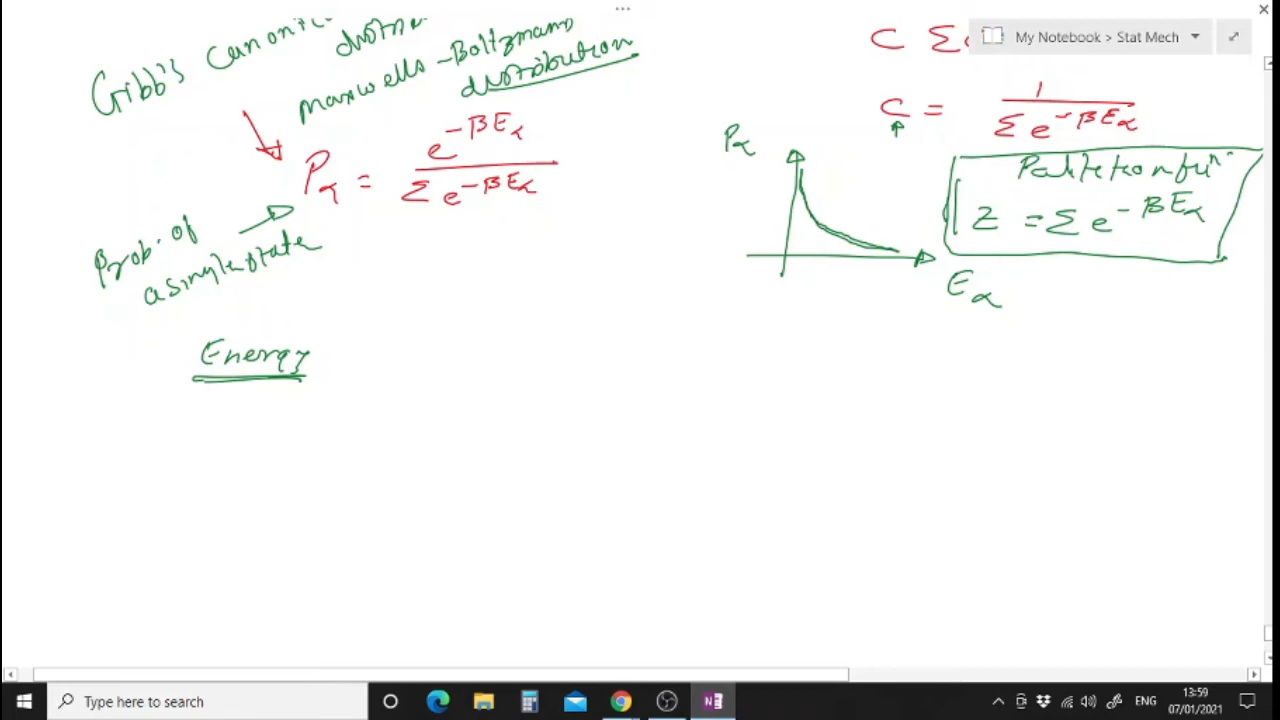 Gibb's canonical
distri
Maxwells - Boltzmann
distribution
Pα = e^-βEα / Σ e^-βEα
Prob. of
a single state
Energy
C Σ
My Notebook > Stat Mech
C = 1 / Σ e^-βEα
Pα
Eα
Partition fun
Z = Σ e^-βEα
Type here to search
ENG
13:59
07/01/2021